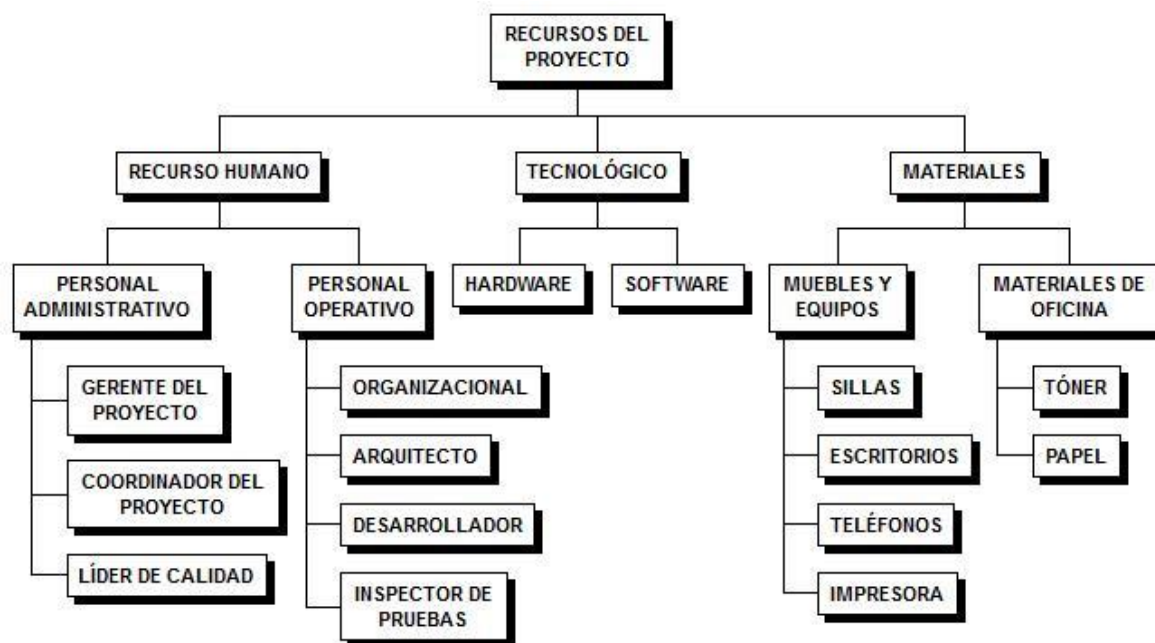 RECURSOS DEL
PROYECTO
RECURSO HUMANO
TECNOLÓGICO
MATERIALES
PERSONAL
ADMINISTRATIVO
PERSONAL
OPERATIVO
HARDWARE
SOFTWARE
MUEBLES Y
EQUIPOS
MATERIALES DE
OFICINA
GERENTE DEL
PROYECTO
COORDINADOR DEL
PROYECTO
LÍDER DE CALIDAD
ORGANIZACIONAL
ARQUITECTO
DESARROLLADOR
INSPECTOR DE
PRUEBAS
SILLAS
ESCRITORIOS
TELÉFONOS
IMPRESORA
TÓNER
PAPEL